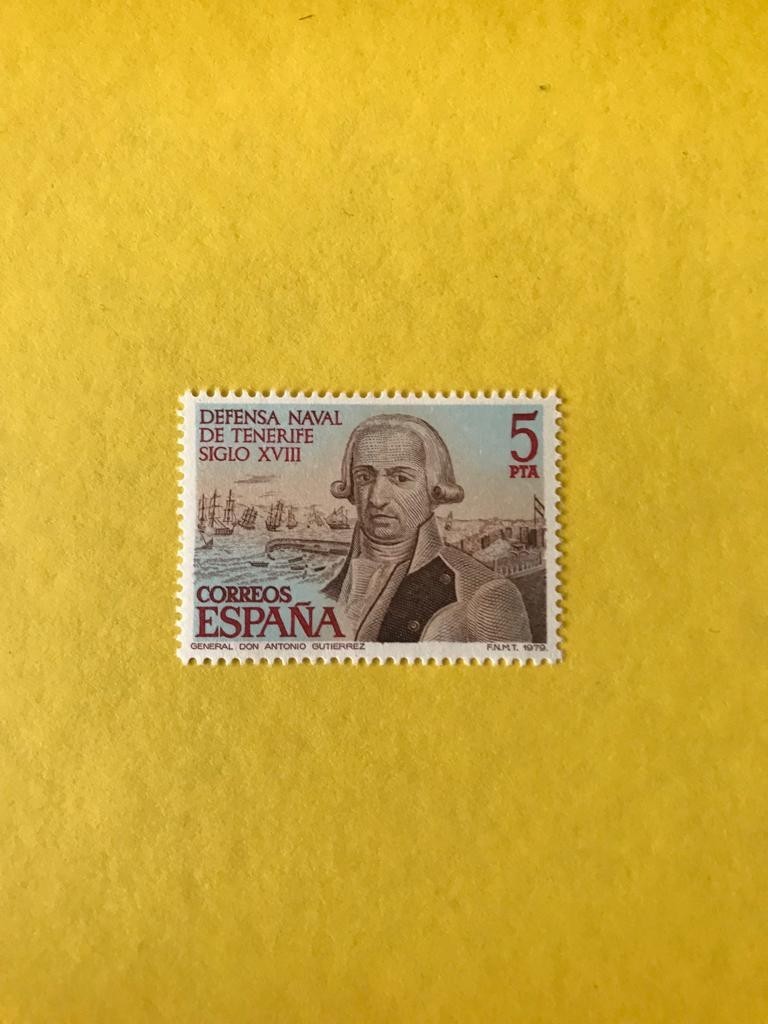 DEFENSA NAVAL
DE TENERIFE
SIGLO XVIII
5
PTA
CORREOS
ESPAÑA
GENERAL DON ANTONIO GUTIERREZ
F.N.M.T. 1979